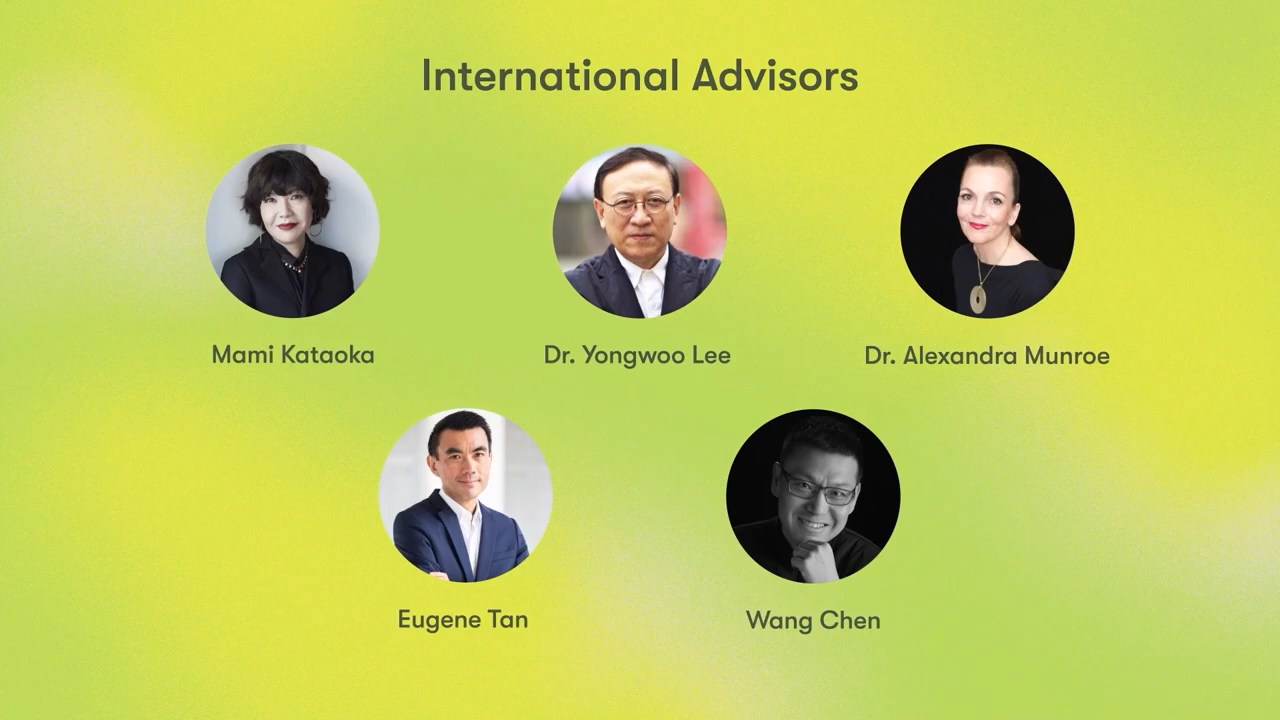 International Advisors
Mami Kataoka
Dr. Yongwoo Lee
Dr. Alexandra Munroe
Eugene Tan
Wang Chen